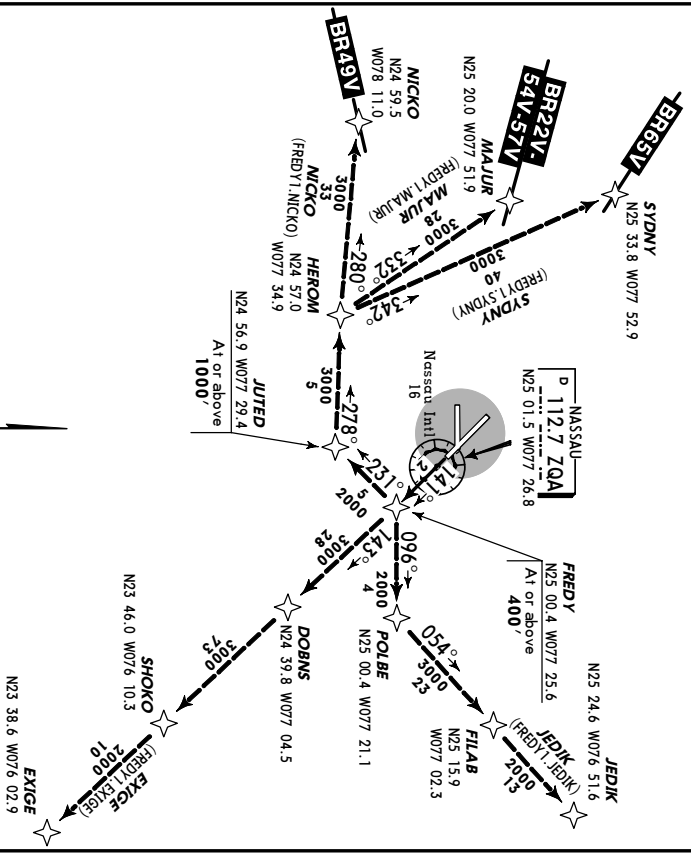 BR65V
SYDNY
N25 33.8 W077 52.9
3000
40
SYDNY
(FREDY1.SYDNY)
342°
BR22V-
54V-57V
MAJUR
N25 20.0 W077 51.9
3000
28
MAJUR
(FREDY1.MAJUR)
332°
BR49V
NICKO
N24 59.5
W078 11.0
3000
33
NICKO
(FREDY1.NICKO)
280°
HEROM
N24 57.0
W077 34.9
3000
5
278°
JUTED
N24 56.9 W077 29.4
At or above
1000'
NASSAU
D 112.7 ZQA
N25 01.5 W077 26.8
Nassau Intl
16
2
141°
231°
5
2000
FREDY
N25 00.4 W077 25.6
At or above
400'
096°
2000
4
POLBE
N25 00.4 W077 21.1
054°
3000
23
FILAB
N25 15.9
W077 02.3
2000
13
JEDIK
(FREDY1.JEDIK)
JEDIK
N25 24.6 W076 51.6
143°
3000
28
DOBNS
N24 39.8 W077 04.5
3000
73
SHOKO
N23 46.0 W076 10.3
2000
10
EXIGE
(FREDY1.EXIGE)
EXIGE
N23 38.6 W076 02.9